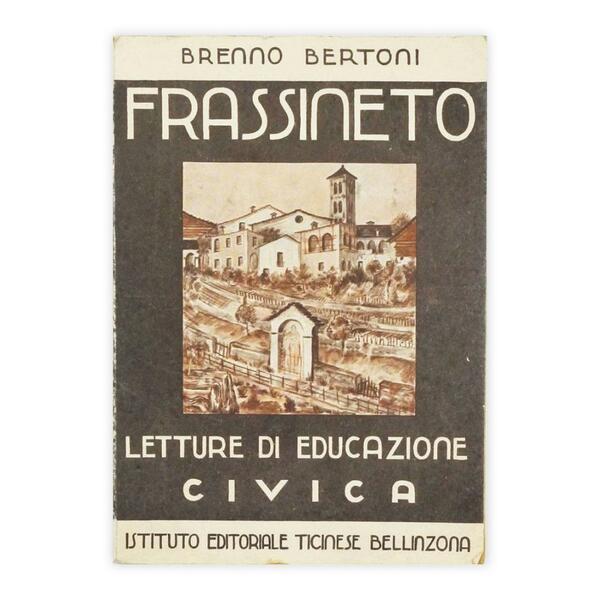 BRENNO BERTONI
FRASSINETO
LETTURE DI EDUCAZIONE
CIVICA
ISTITUTO EDITORIALE TICINESE BELLINZONA